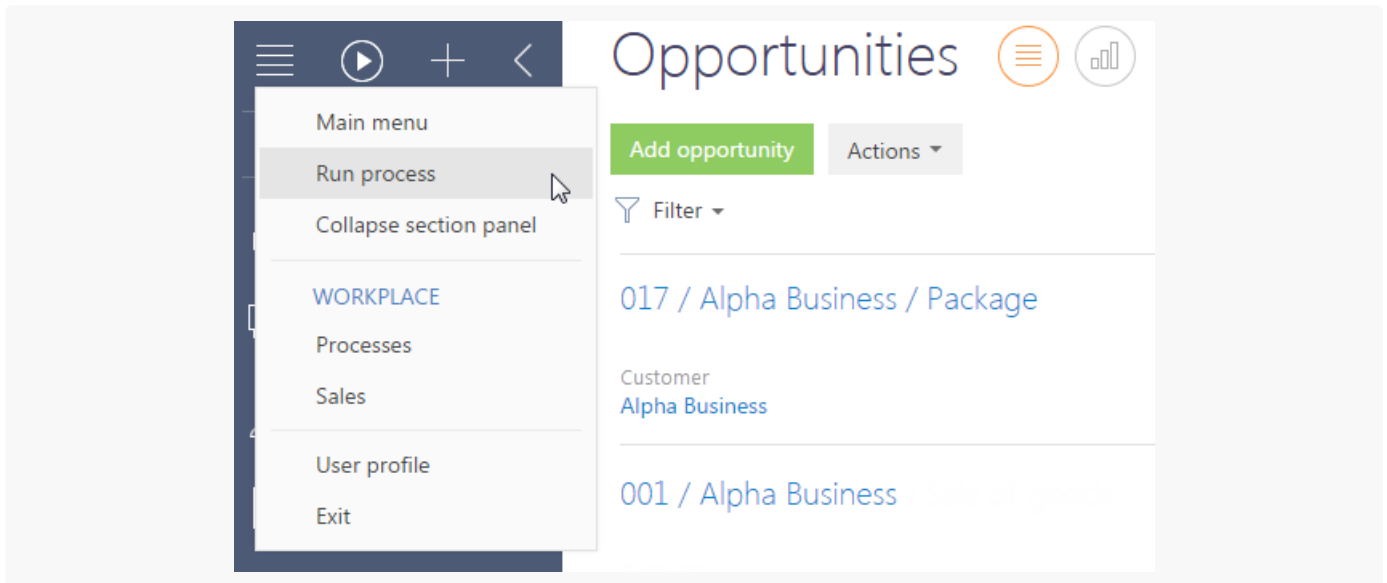 Opportunities
Main menu
Run process
Collapse section panel
WORKPLACE
Processes
Sales
User profile
Exit
Add opportunity
Actions
Filter
017 / Alpha Business / Package
Customer
Alpha Business
001 / Alpha Business